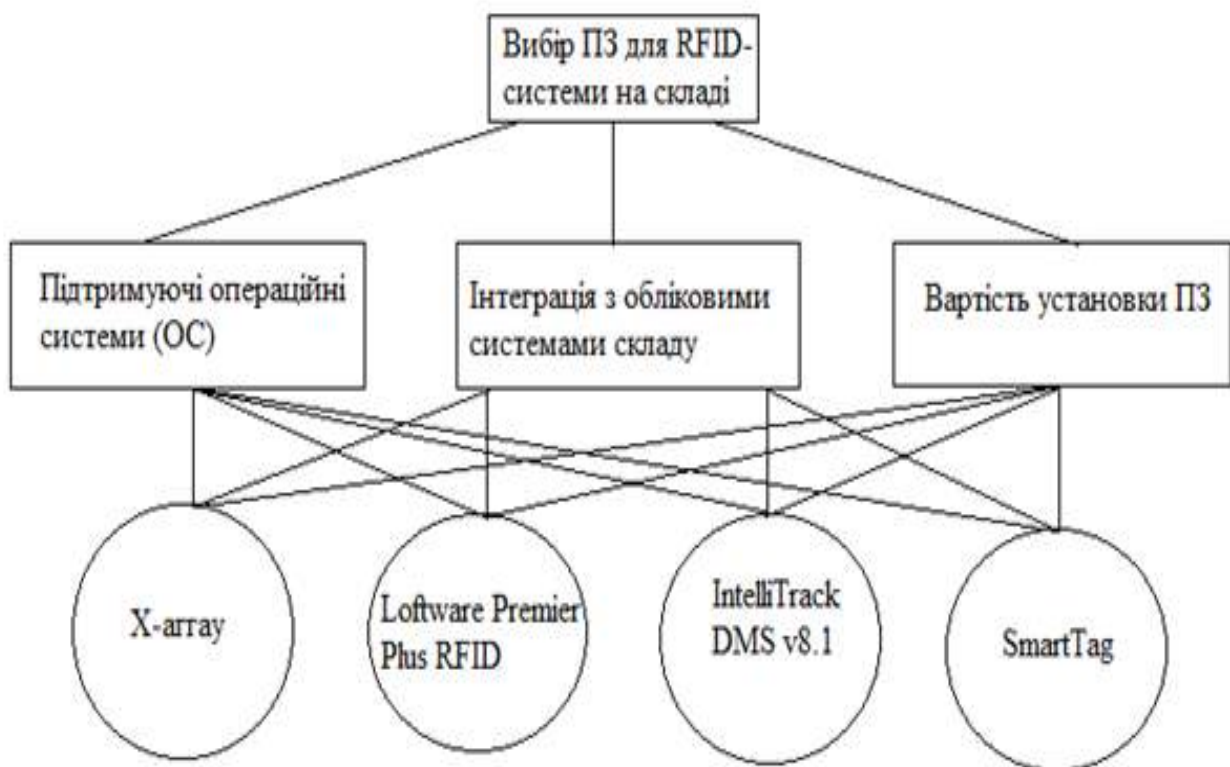 Вибір ПЗ для RFID-
системи на складі
Підтримуючі операційні
системи (ОС)
Інтеграція з обліковими
системами складу
Вартість установки ПЗ
X-array
Loftware Premier
Plus RFID
IntelliTrack
DMS v8.1
SmartTag